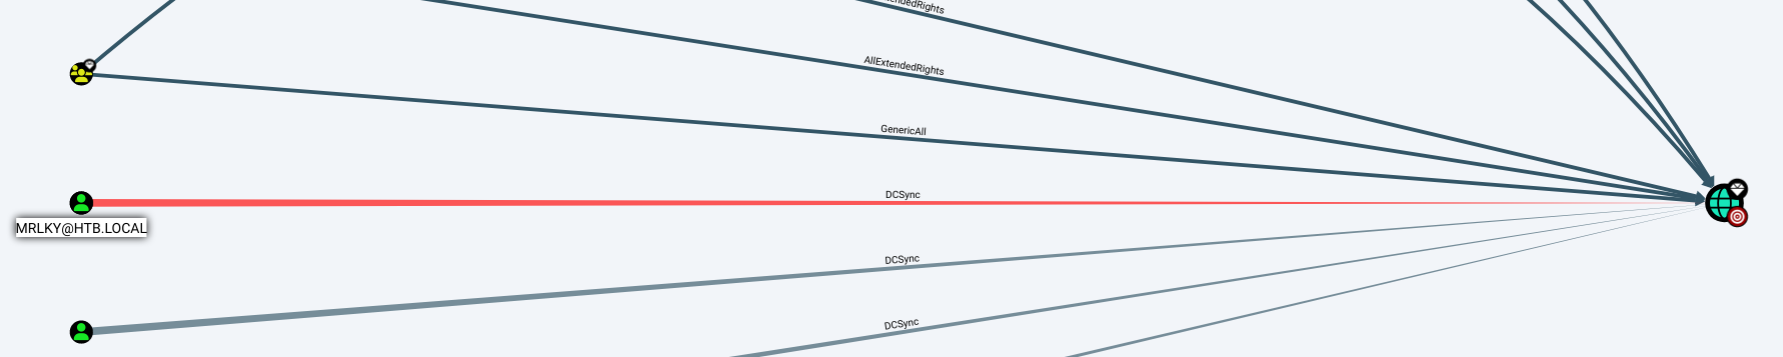 AllExtendedRights
GenericAll
DCSync
MRLKY@HTB.LOCAL
DCSync
DCSync